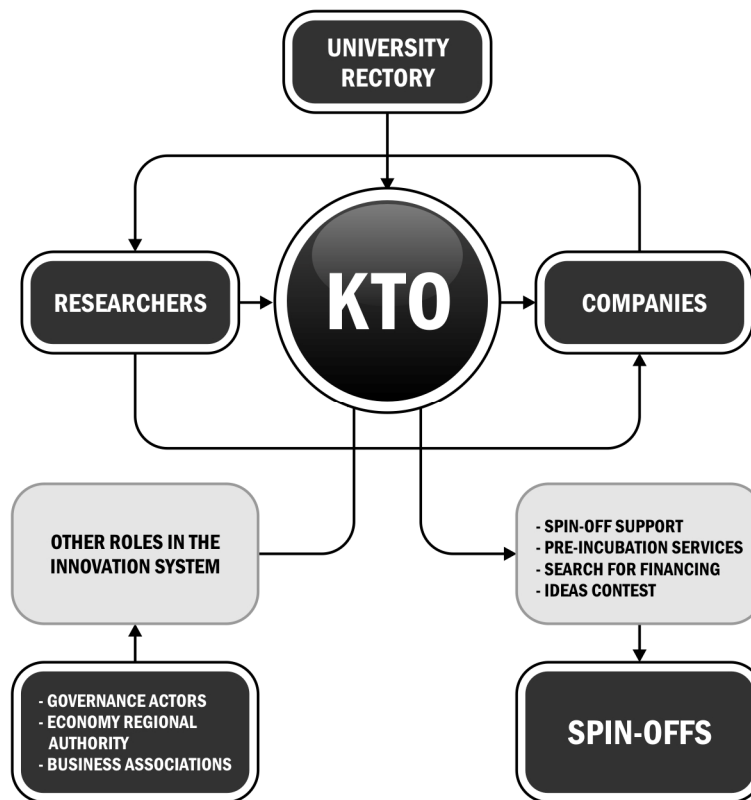 UNIVERSITY
RECTORY
RESEARCHERS
KTO
COMPANIES
OTHER ROLES IN THE
INNOVATION SYSTEM
- SPIN-OFF SUPPORT
- PRE-INCUBATION SERVICES
- SEARCH FOR FINANCING
- IDEAS CONTEST
- GOVERNANCE ACTORS
- ECONOMY REGIONAL
AUTHORITY
- BUSINESS ASSOCIATIONS
SPIN-OFFS